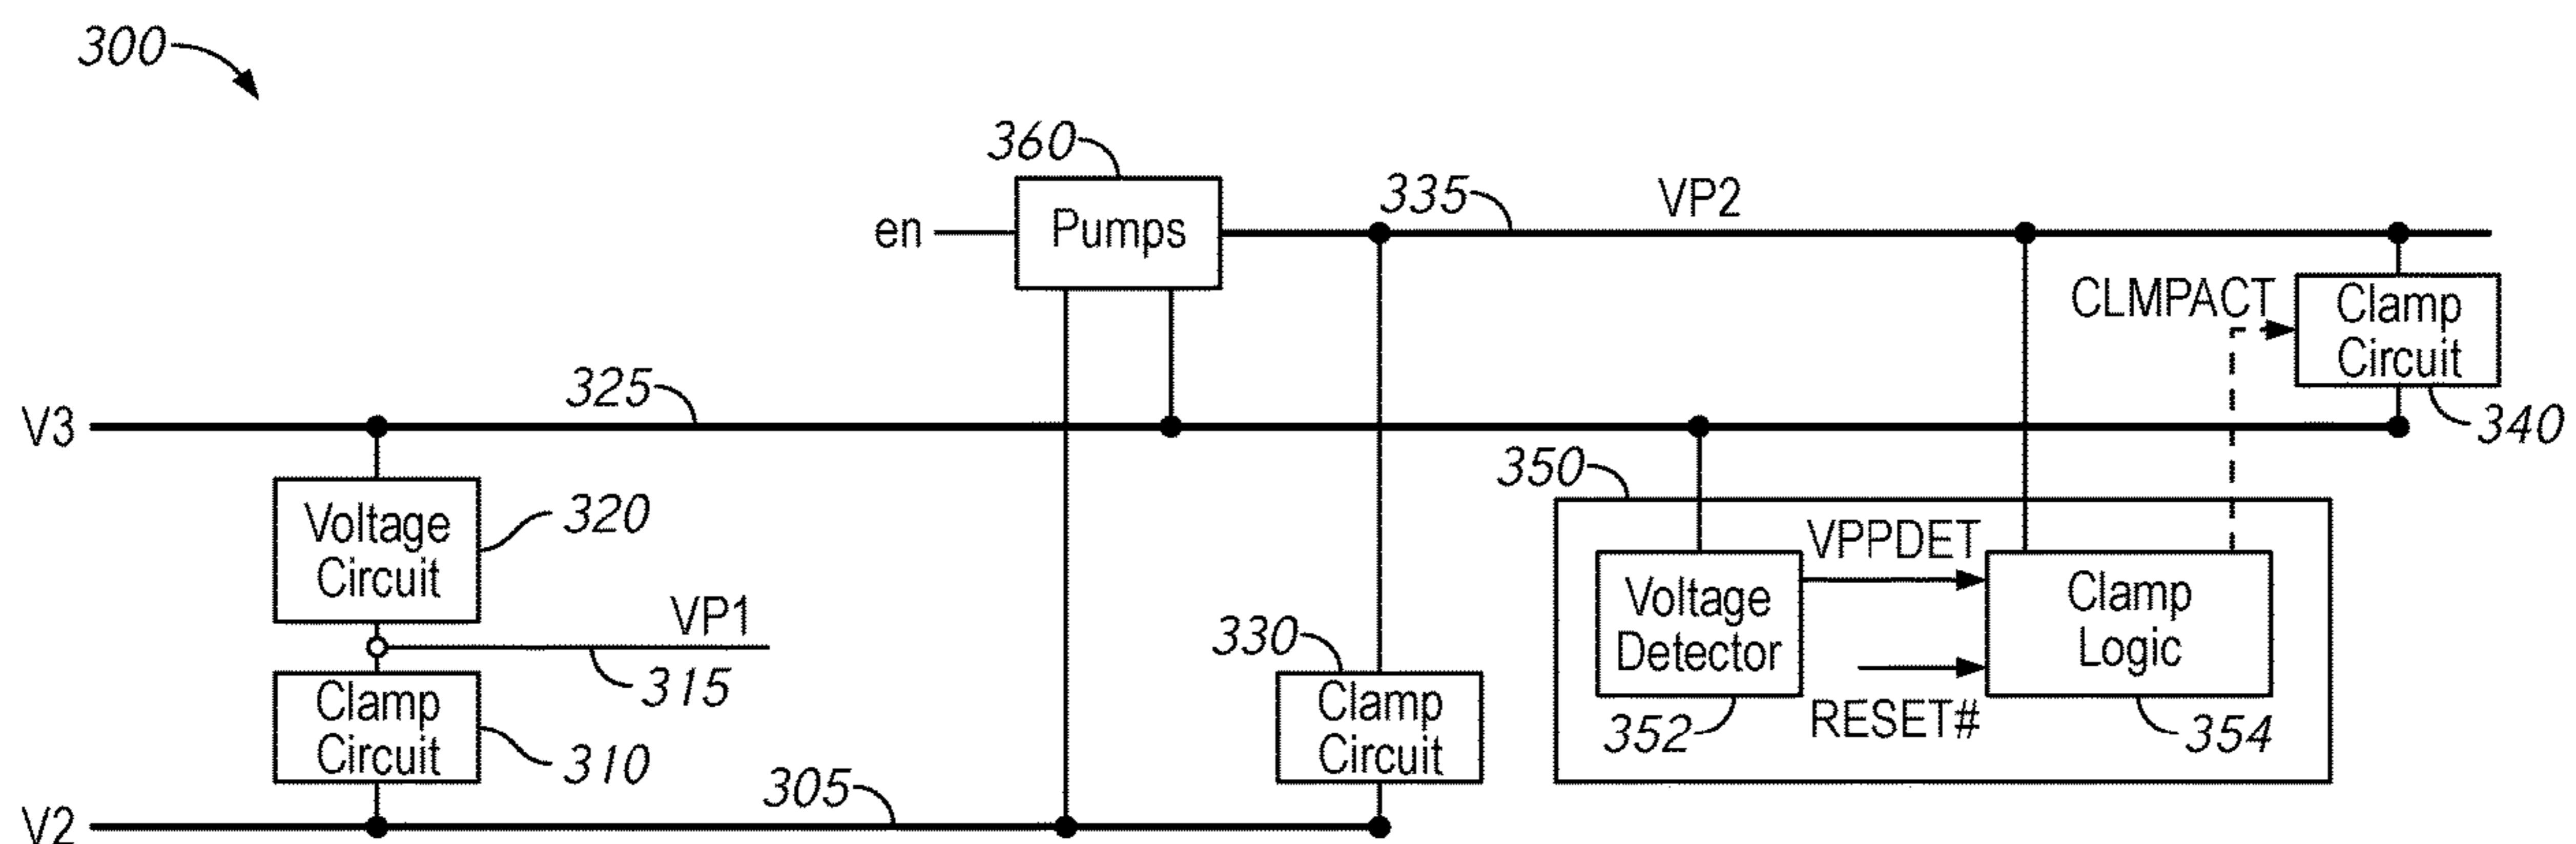 300
360
en
Pumps
335
VP2
CLMPACT
Clamp
Circuit
340
V3
325
350
Voltage
Circuit
320
VP1
315
Clamp
Circuit
310
330
Clamp
Circuit
Voltage
Detector
352
VPPDET
RESET#
Clamp
Logic
354
V2
305